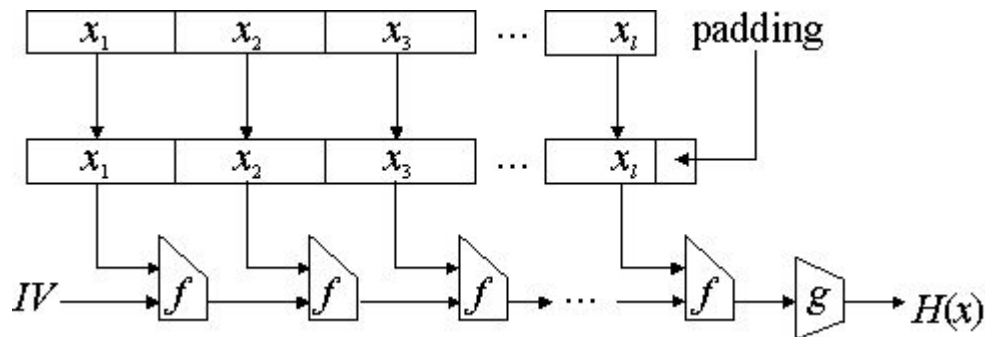 x₁ x₂ x₃ ... xₗ padding
x₁ x₂ x₃ ... xₗ
IV f f f ... f g H(x)